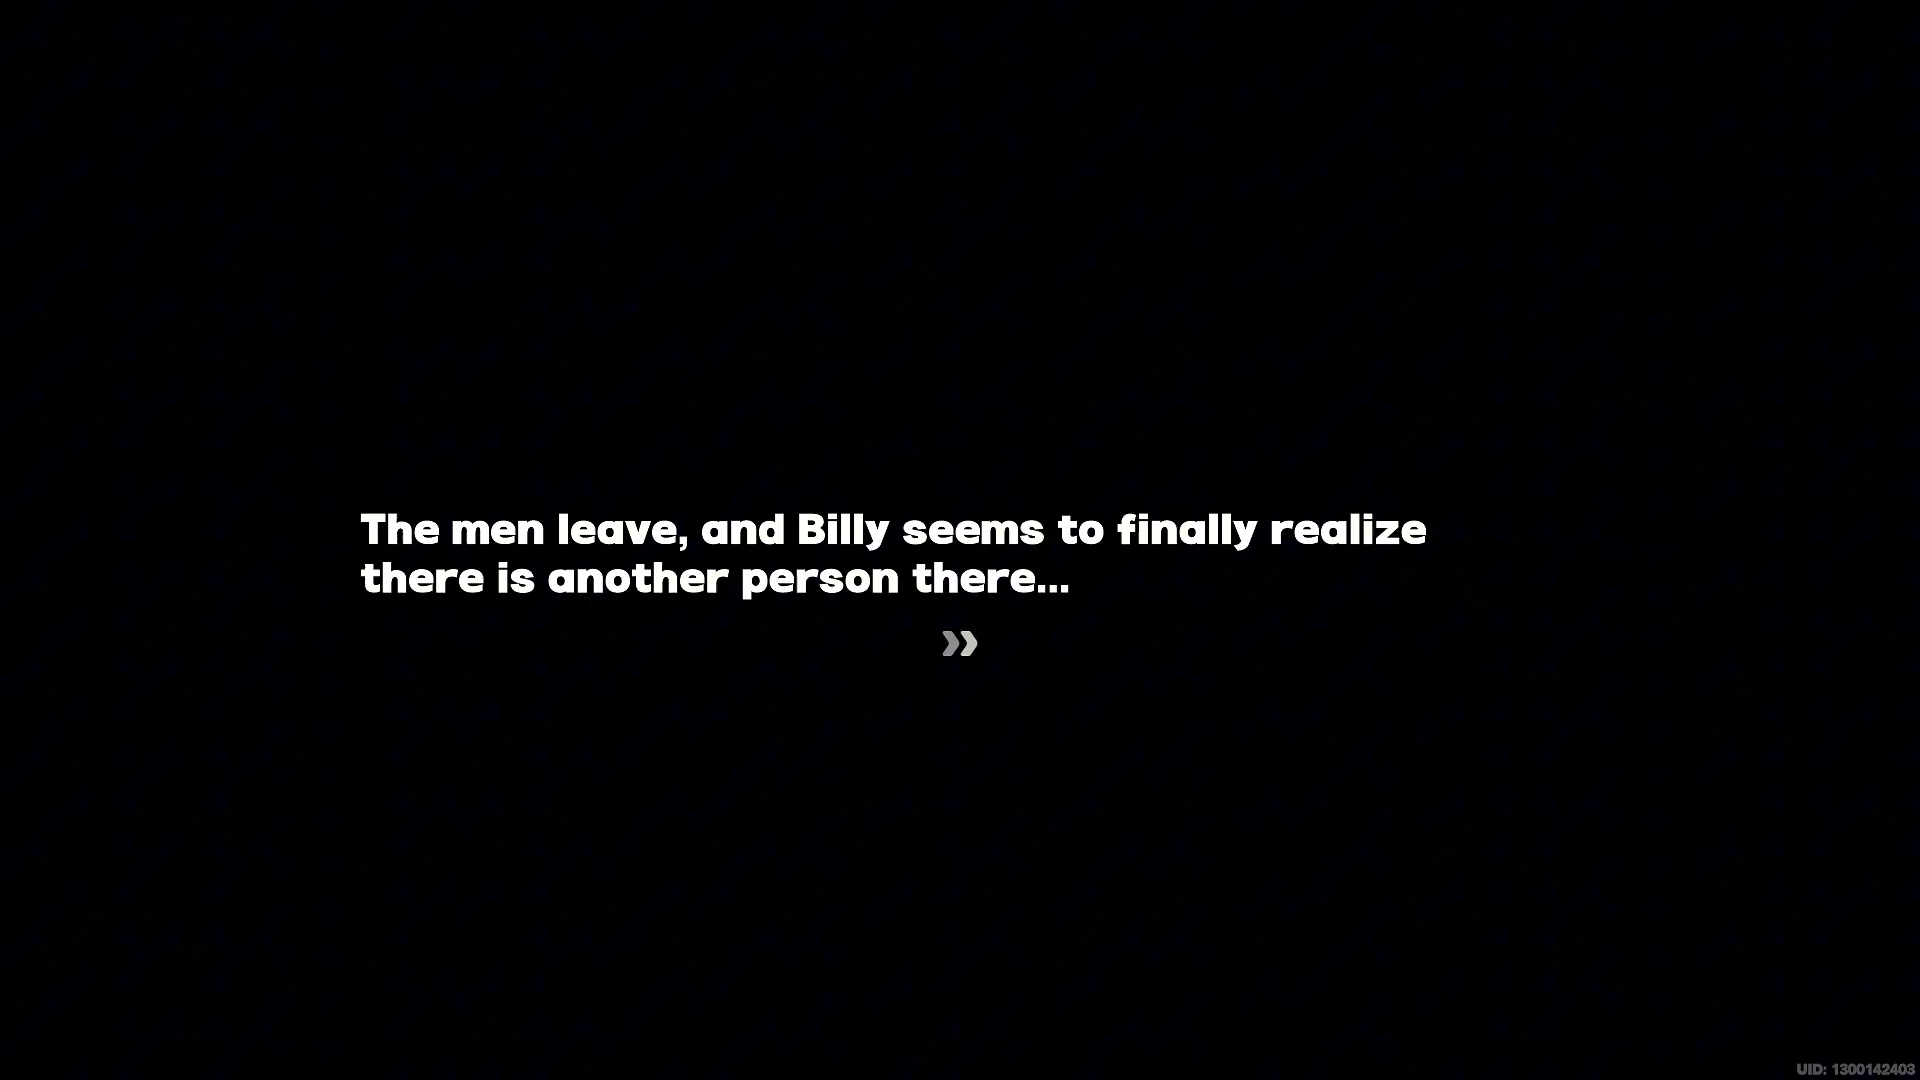 The men leave, and Billy seems to finally realize
there is another person there...
UID: 1300142403